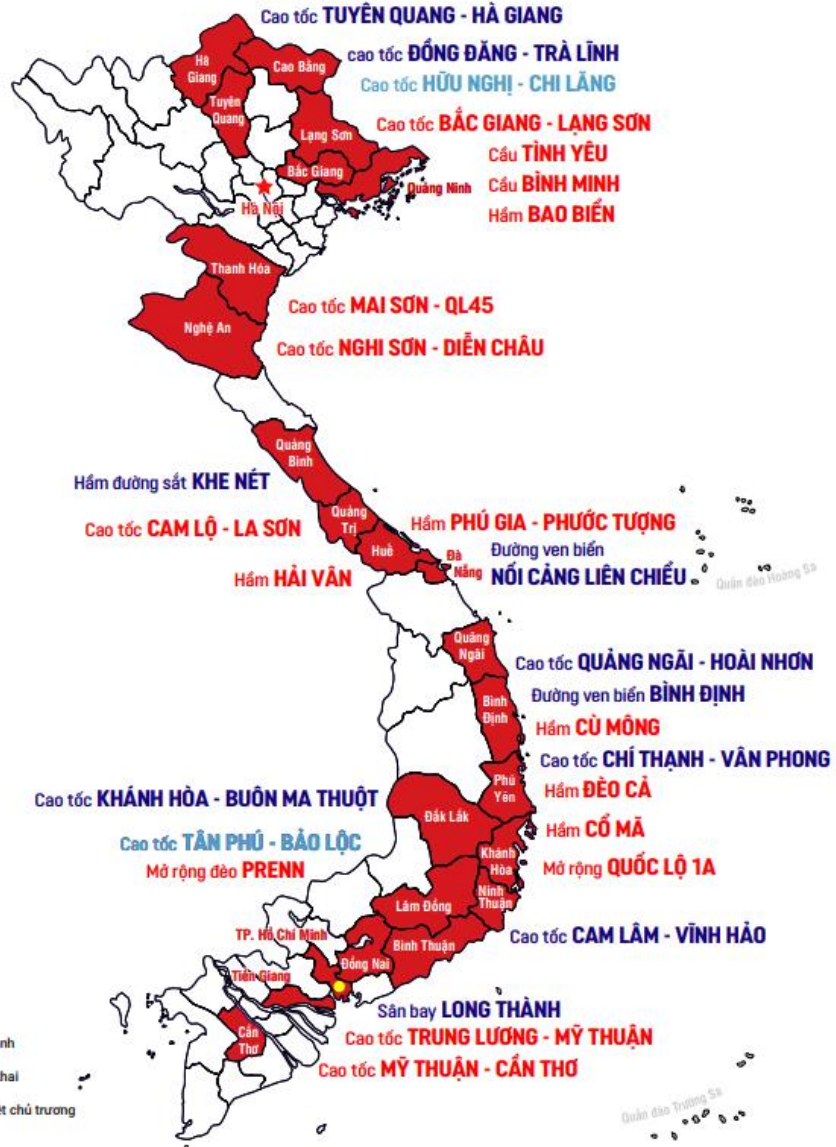 Cao tốc TUYÊN QUANG - HÀ GIANG
cao tốc ĐỒNG ĐĂNG - TRÀ LĨNH
Cao tốc HỮU NGHỊ - CHI LĂNG
Cao tốc BẮC GIANG - LẠNG SƠN
Cầu TÌNH YÊU
Cầu BÌNH MINH
Hầm BAO BIỂN
Hà
Giang
Cao Bằng
Tuyên
Quang
Lạng Sơn
Bắc Giang
Quảng Ninh
Hà Nội
Thanh Hóa
Nghệ An
Cao tốc MAI SƠN - QL45
Cao tốc NGHI SƠN - DIỄN CHÂU
Quảng
Bình
Hầm đường sắt KHE NÉT
Quảng
Trị
Cao tốc CAM LỘ - LA SƠN
Hầm PHÚ GIA - PHƯỚC TƯỢNG
Huế
Đà
Nẵng
Hầm HẢI VÂN
Đường ven biển
NỐI CẢNG LIÊN CHIỂU
Quần đảo Hoàng Sa
Quãng
Ngãi
Cao tốc QUẢNG NGÃI - HOÀI NHƠN
Đường ven biển BÌNH ĐỊNH
Bình
Định
Hầm CÙ MÔNG
Cao tốc CHÍ THẠNH - VÂN PHONG
Phú
Yên
Hầm ĐÈO CẢ
Cao tốc KHÁNH HÒA - BUÔN MA THUỘT
Đắk Lắk
Hầm CỔ MÃ
Cao tốc TÂN PHÚ - BẢO LỘC
Khánh
Hòa
Mở rộng đèo PRENN
Mở rộng QUỐC LỘ 1A
Ninh
Thuận
Lâm Đồng
TP. Hồ Chí Minh
Bình Thuận
Cao tốc CAM LÂM - VĨNH HẢO
Đồng Nai
Tiền Giang
Sân bay LONG THÀNH
Cần
Thơ
Cao tốc TRUNG LƯƠNG - MỸ THUẬN
Cao tốc MỸ THUẬN - CẦN THƠ
Quần đảo Trường Sa
nh
hai
ệt chủ trương